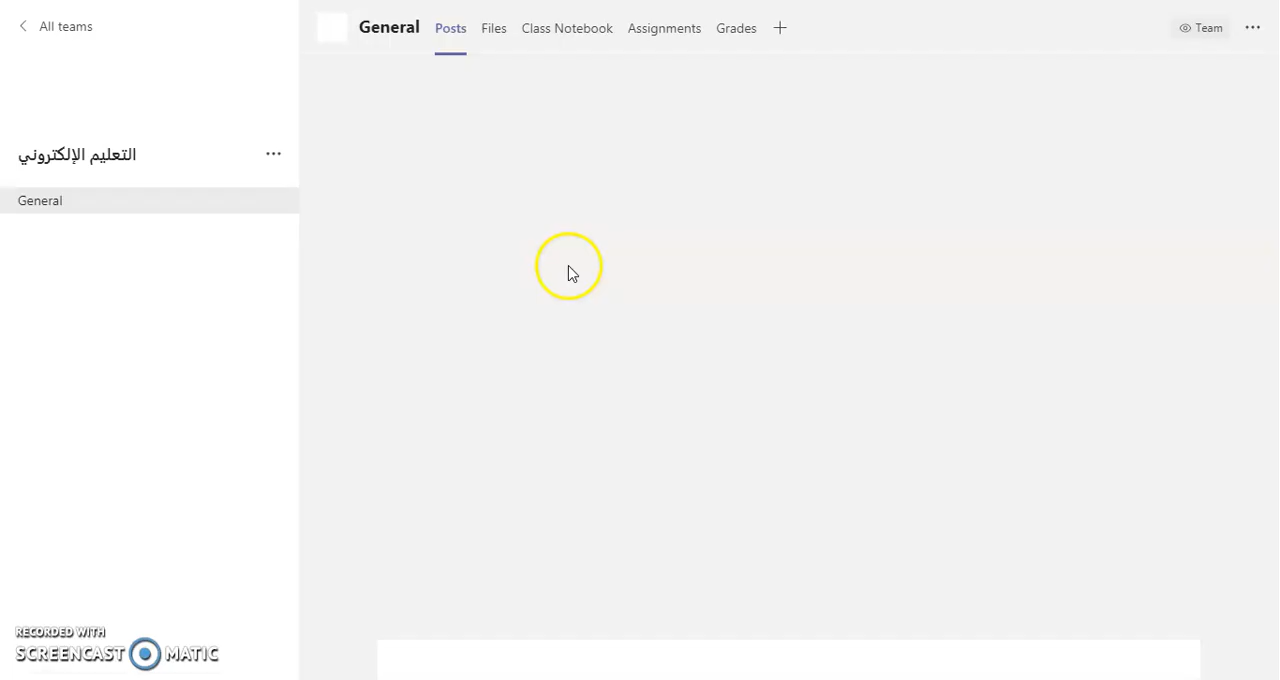 All teams
General
Posts
Files
Class Notebook
Assignments
Grades
Team
التعليم الإلكتروني
General
RECORDED WITH
SCREENCAST MATIC